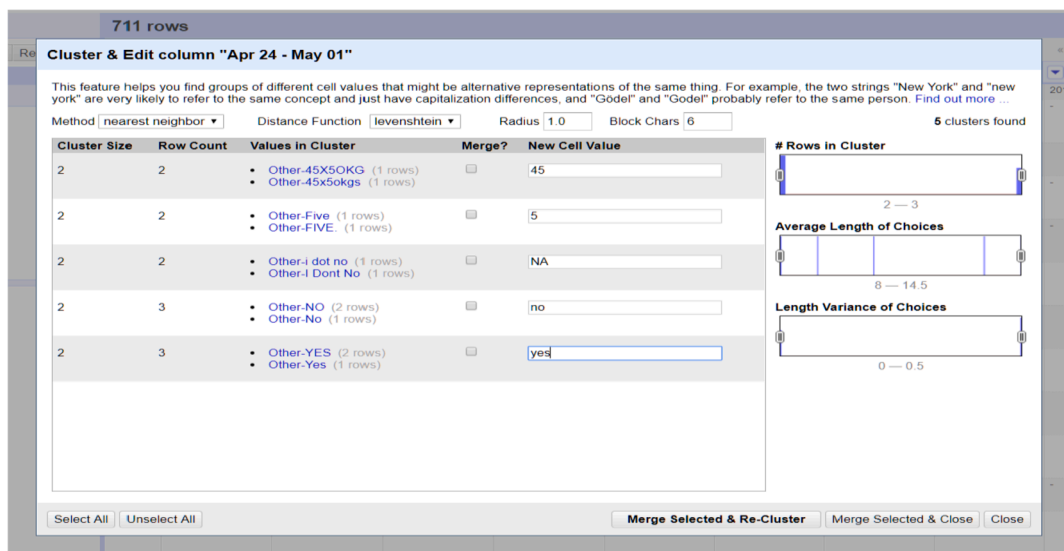 711 rows
Re
Cluster & Edit column "Apr 24 - May 01"
This feature helps you find groups of different cell values that might be alternative representations of the same thing. For example, the two strings "New York" and "new
york" are very likely to refer to the same concept and just have capitalization differences, and "Gödel" and "Godel" probably refer to the same person. Find out more ...
20
Method nearest neighbor Distance Function levenshtein Radius 1.0 Block Chars 6 5 clusters found
Cluster Size Row Count Values in Cluster Merge? New Cell Value # Rows in Cluster
2 2 • Other-45X5OKG (1 rows) 45
• Other-45x5okgs (1 rows)
2 — 3
2 2 • Other-Five (1 rows) 5
• Other-FIVE. (1 rows)
Average Length of Choices
2 2 • Other-i dot no (1 rows) NA
• Other-I Dont No (1 rows)
8 — 14.5
2 3 • Other-NO (2 rows) no Length Variance of Choices
• Other-No (1 rows)
2 3 • Other-YES (2 rows) yes
• Other-Yes (1 rows)
0 — 0.5
Select All Unselect All Merge Selected & Re-Cluster Merge Selected & Close Close